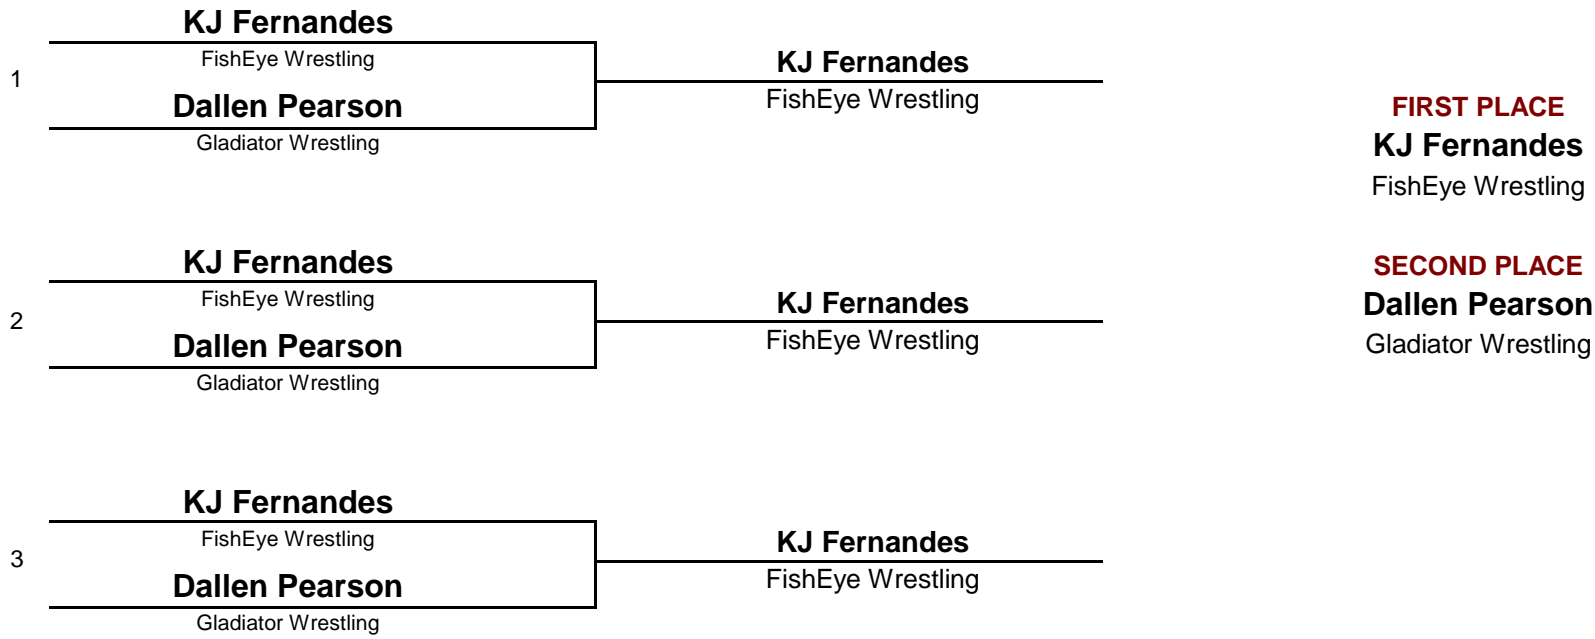 KJ Fernandes
FishEye Wrestling
1
Dallen Pearson
Gladiator Wrestling
KJ Fernandes
FishEye Wrestling
KJ Fernandes
FishEye Wrestling
2
Dallen Pearson
Gladiator Wrestling
KJ Fernandes
FishEye Wrestling
KJ Fernandes
FishEye Wrestling
3
Dallen Pearson
Gladiator Wrestling
KJ Fernandes
FishEye Wrestling
FIRST PLACE
KJ Fernandes
FishEye Wrestling
SECOND PLACE
Dallen Pearson
Gladiator Wrestling